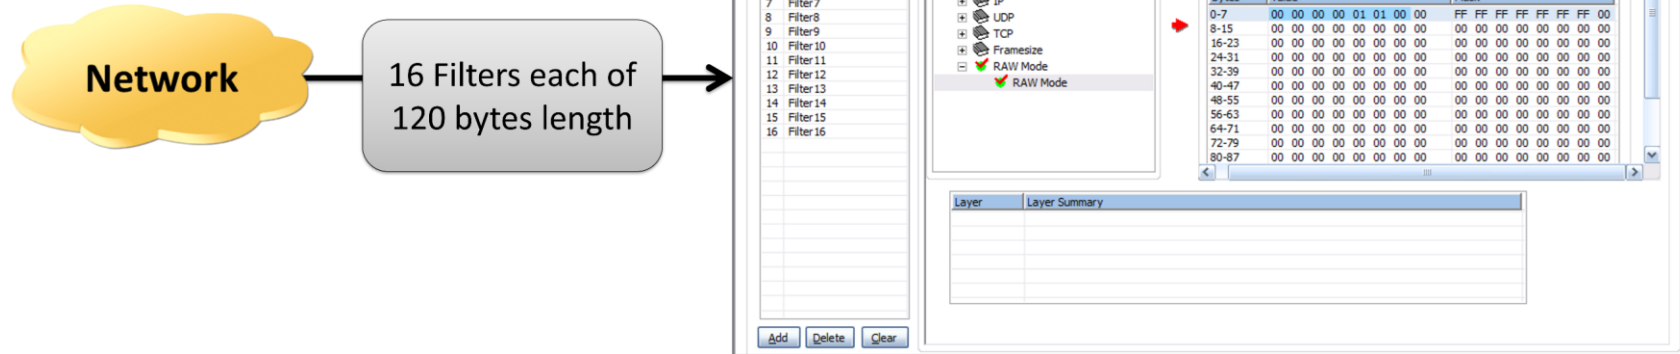 Network
16 Filters each of
120 bytes length
7 Filter7
8 Filter8
9 Filter9
10 Filter10
11 Filter11
12 Filter12
13 Filter13
14 Filter14
15 Filter15
16 Filter16
Add Delete Clear
IP
UDP
TCP
Framesize
RAW Mode
RAW Mode
0-7 00 00 00 00 01 01 00 00 FF FF FF FF FF FF FF 00
8-15 00 00 00 00 00 00 00 00 00 00 00 00 00 00 00 00
16-23 00 00 00 00 00 00 00 00 00 00 00 00 00 00 00 00
24-31 00 00 00 00 00 00 00 00 00 00 00 00 00 00 00 00
32-39 00 00 00 00 00 00 00 00 00 00 00 00 00 00 00 00
40-47 00 00 00 00 00 00 00 00 00 00 00 00 00 00 00 00
48-55 00 00 00 00 00 00 00 00 00 00 00 00 00 00 00 00
56-63 00 00 00 00 00 00 00 00 00 00 00 00 00 00 00 00
64-71 00 00 00 00 00 00 00 00 00 00 00 00 00 00 00 00
72-79 00 00 00 00 00 00 00 00 00 00 00 00 00 00 00 00
80-87 00 00 00 00 00 00 00 00 00 00 00 00 00 00 00 00
Layer Layer Summary